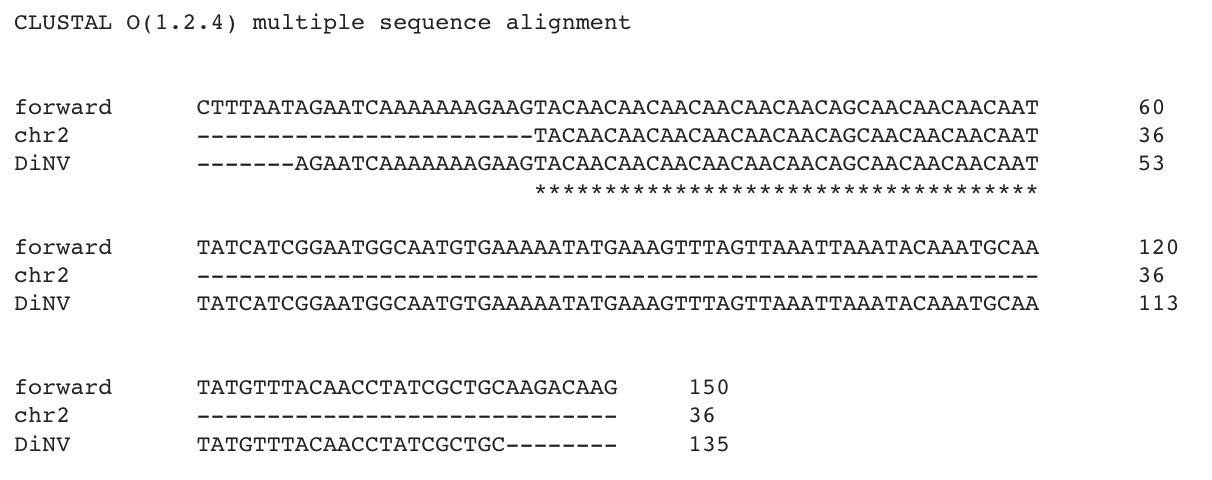 CLUSTAL O(1.2.4) multiple sequence alignment
forward CTTTAATAGAATCAAAAAAAGAAGTACAACAACAACAACAACAACAGCAACAACAACAAT 60
chr2 ------------------------TACAACAACAACAACAACAACAGCAACAACAACAAT 36
DiNV -------AGAATCAAAAAAAGAAGTACAACAACAACAACAACAACAGCAACAACAACAAT 53
************************************
forward TATCATCGGAATGGCAATGTGAAAAATATGAAAGTTTAGTTAAATTAAATACAAATGCAA 120
chr2 ------------------------------------------------------------ 36
DiNV TATCATCGGAATGGCAATGTGAAAAATATGAAAGTTTAGTTAAATTAAATACAAATGCAA 113
forward TATGTTTACAACCTATCGCTGCAAGACAAG 150
chr2 ------------------------------ 36
DiNV TATGTTTACAACCTATCGCTGC-------- 135